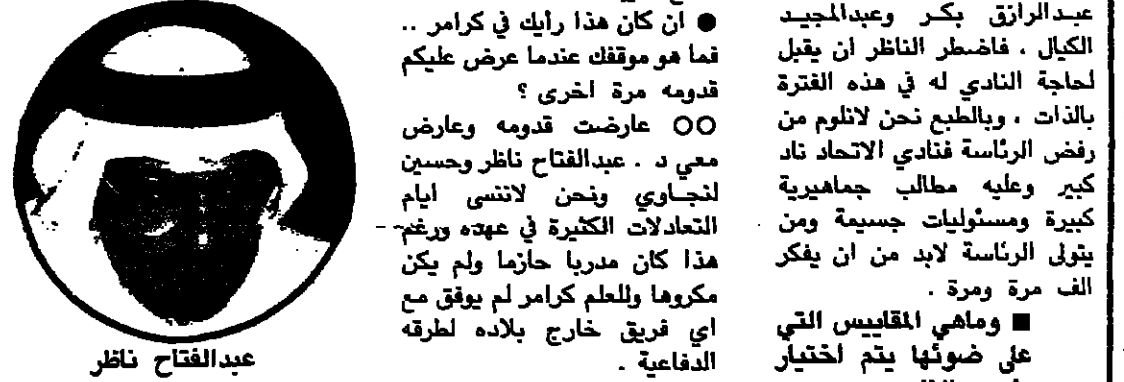 عبدالرازق بكر وعبدالمجيد
الكيال ، فاضطر الناظر ان يقبل
لحاجة النادي له في هذه الفترة
بالذات ، وبالطبع نحن لانلوم من
رفض الرئاسة فنادي الاتحاد ناد
كبير وعليه مطالب جماهيرية
كبيرة ومسئوليات جسيمة ومن
يتولى الرئاسة لابد من ان يفكر
الف مرة ومرة .
■ وماهي المقاييس التي
على ضوئها يتم اختيار
● ان كان هذا رأيك في كرامر ..
فما هو موقفك عندما عرض عليكم
قدومه مرة اخرى ؟
○○ عارضت قدومه وعارض
معي د . عبدالفتاح ناظر وحسين
لنجاوي ونحن لاننسى ايام
التعادلات الكثيرة في عهده ورغم
هذا كان مدربا حازما ولم يكن
مكروها وللعلم كرامر لم يوفق مع
اي فريق خارج بلاده لطرقه
الدفاعية .
عبدالفتاح ناظر